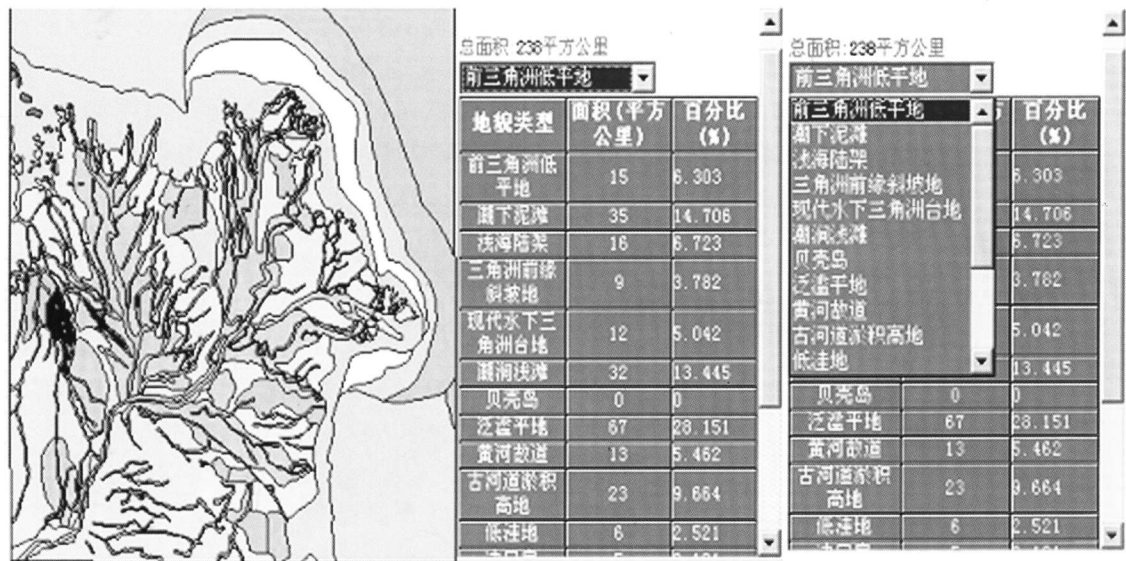 总面积 238平方公里
前三角洲低平地
地貌类型 面积(平方公里) 百分比(%)
前三角洲低平地 15 6.303
潮下泥滩 35 14.706
浅海陆架 16 6.723
三角洲前缘斜坡地 9 3.782
现代水下三角洲台地 12 5.042
潮间浅滩 32 13.445
贝壳岛 0 0
泛滥平地 67 28.151
黄河故道 13 5.462
古河道淤积高地 23 9.664
低洼地 6 2.521
总面积:238平方公里
前三角洲低平地
百分比(%)
前三角洲低平地
潮下泥滩
浅海陆架
三角洲前缘斜坡地
现代水下三角洲台地
潮间浅滩
贝壳岛
泛滥平地
黄河故道
古河道淤积高地
低洼地
6.303
14.706
6.723
3.782
5.042
13.445
贝壳岛 0 0
泛滥平地 67 28.151
黄河故道 13 5.462
古河道淤积高地 23 9.664
低洼地 6 2.521